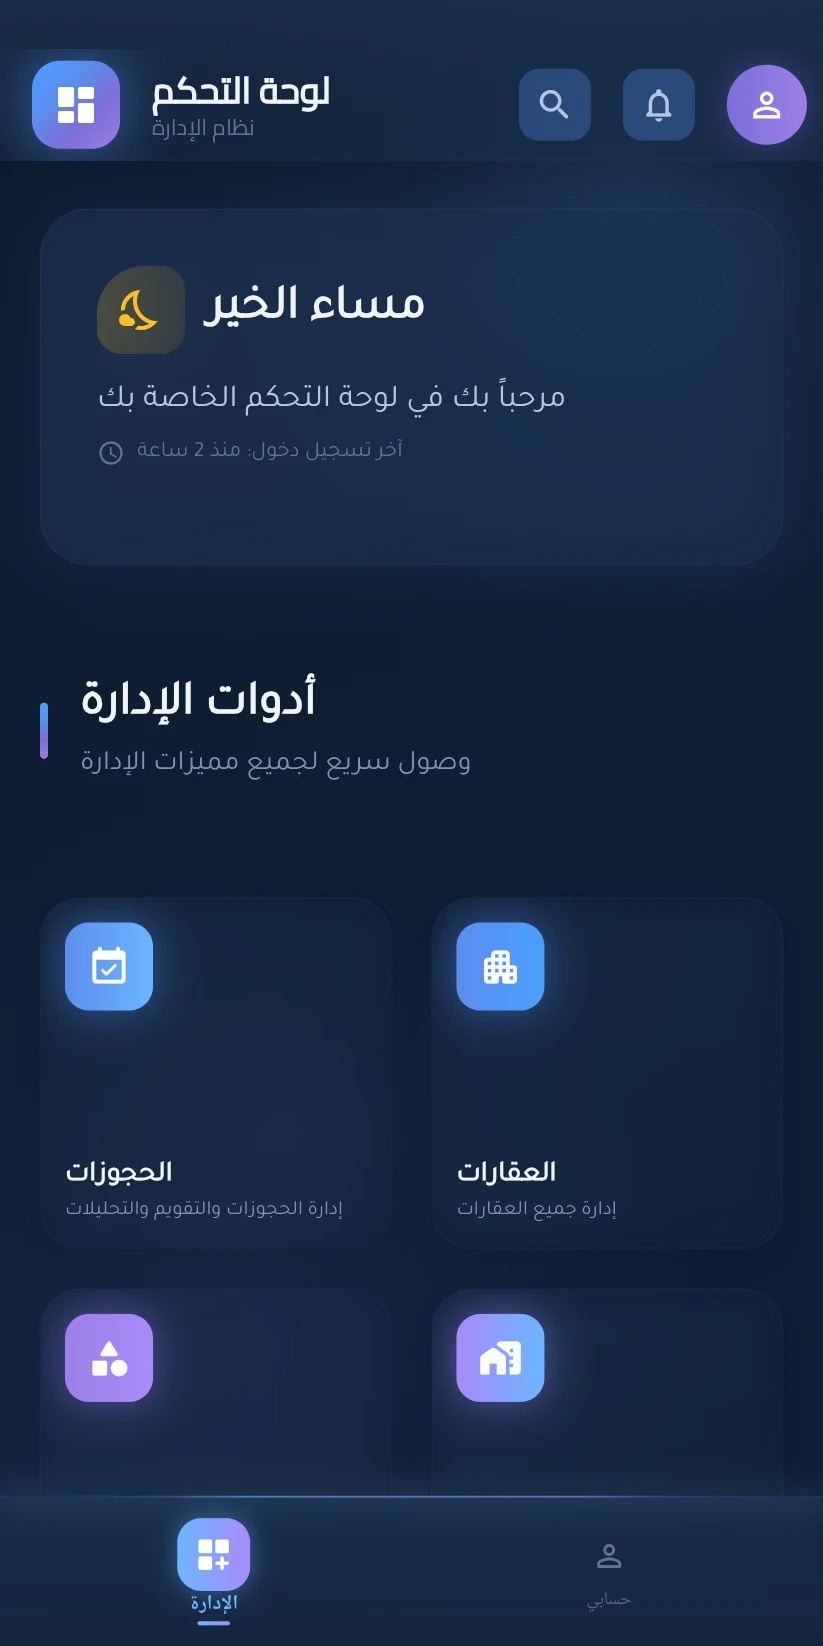 لوحة التحكم
نظام الإدارة
مساء الخير
مرحباً بك في لوحة التحكم الخاصة بك
آخر تسجيل دخول: منذ 2 ساعة
أدوات الإدارة
وصول سريع لجميع مميزات الإدارة
العقارات
إدارة جميع العقارات
الحجوزات
إدارة الحجوزات والتقويم والتحليلات
حسابي
الإدارة